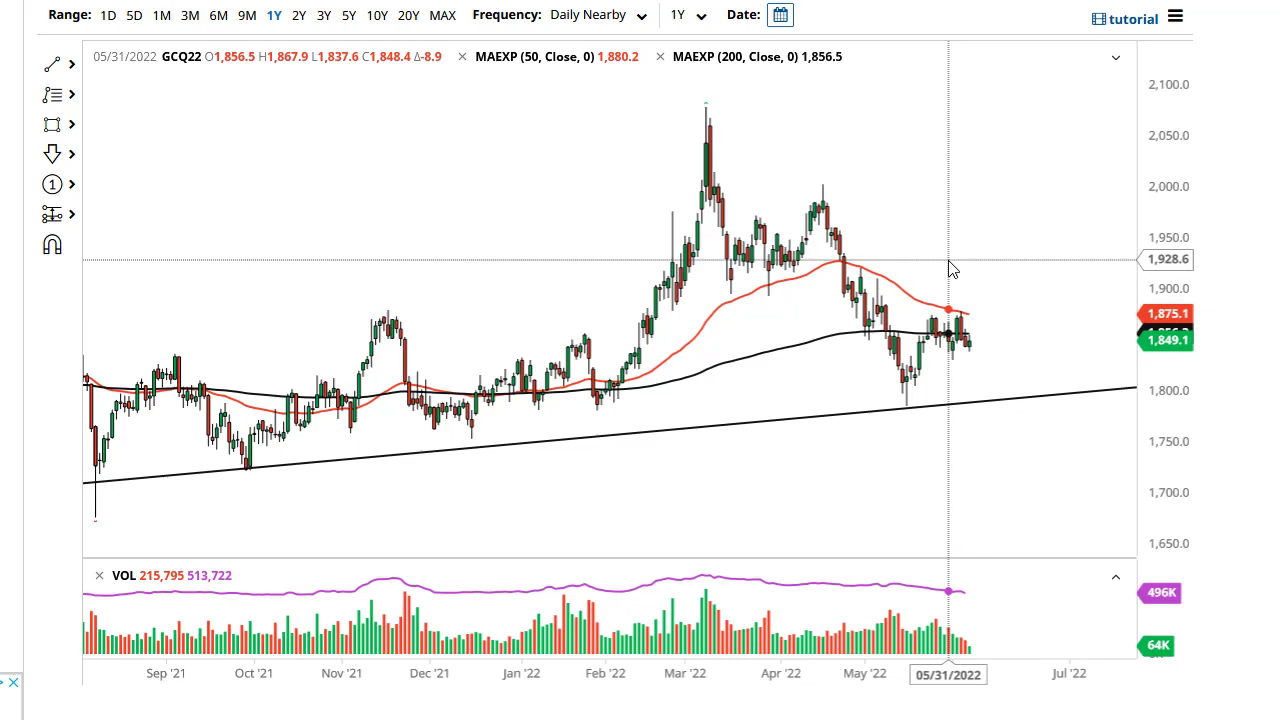 Range: 1D 5D 1M 3M 6M 9M 1Y 2Y 3Y 5Y 10Y 20Y MAX Frequency: Daily Nearby 1Y Date: tutorial
05/31/2022 GCQ22 O1,856.5 H1,867.9 L1,837.6 C1,848.4 Δ-8.9 × MAEXP (50, Close, 0) 1,880.2 × MAEXP (200, Close, 0) 1,856.5
2,100.0
2,050.0
2,000.0
1,950.0
1,928.6
1,900.0
1,875.1
1,849.1
1,800.0
1,750.0
1,700.0
1,650.0
× VOL 215,795 513,722
496K
64K
Sep '21 Oct '21 Nov '21 Dec '21 Jan '22 Feb '22 Mar '22 Apr '22 May '22 05/31/2022 Jul '22
1